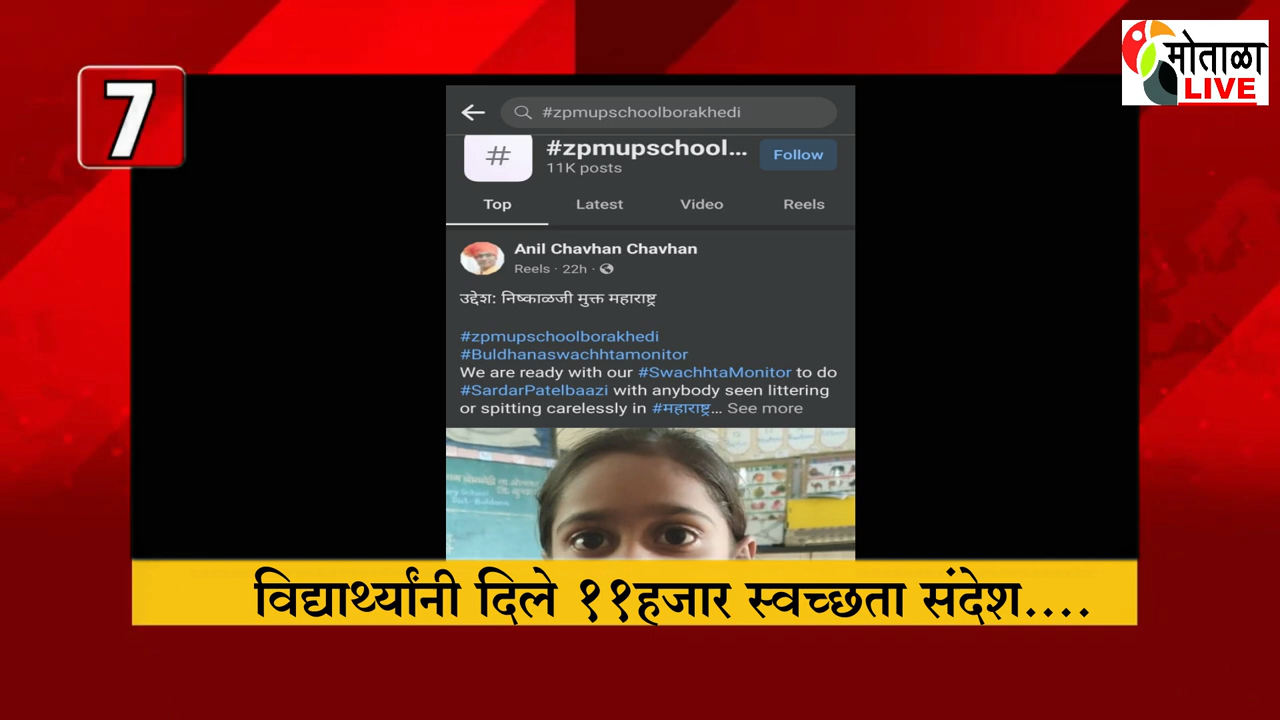 मोताळा
LIVE
7
#zpmupschoolborakhedi
#
#zpmupschool...
11K posts
Follow
Top
Latest
Video
Reels
Anil Chavhan Chavhan
Reels · 22h ·
उद्देश: निष्काळजी मुक्त महाराष्ट्र
#zpmupschoolborakhedi
#Buldhanaswachhtamonitor
We are ready with our #SwachhtaMonitor to do
#SardarPatelbaazi with anybody seen littering
or spitting carelessly in #महाराष्ट्र... See more
विद्यार्थ्यांनी दिले ११हजार स्वच्छता संदेश....